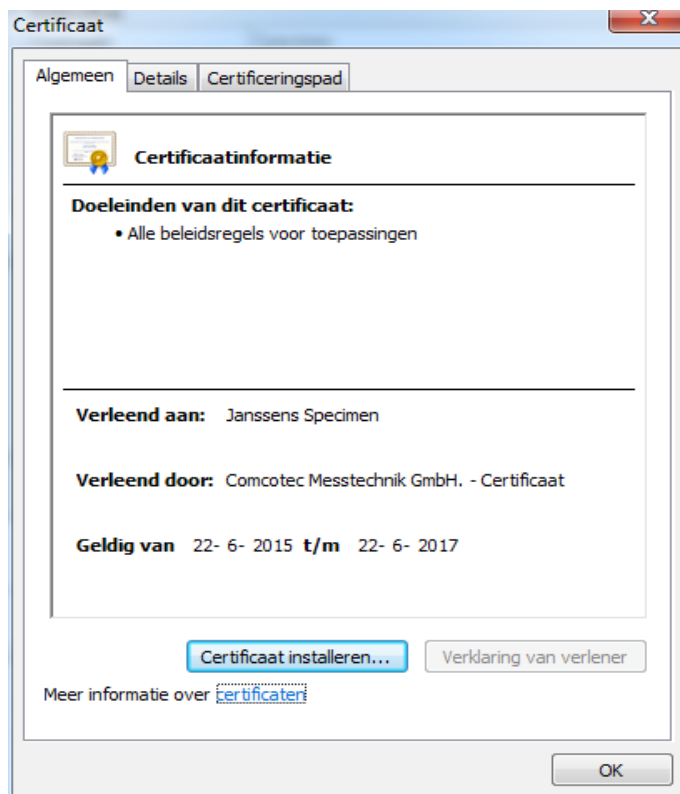 Certificaat
Algemeen Details Certificeringspad
Certificaatinformatie
Doeleinden van dit certificaat:
• Alle beleidsregels voor toepassingen
Verleend aan: Janssens Specimen
Verleend door: Comcotec Messtechnik GmbH. - Certificaat
Geldig van 22- 6- 2015 t/m 22- 6- 2017
Certificaat installeren... Verklaring van verlener
Meer informatie over certificaten
OK